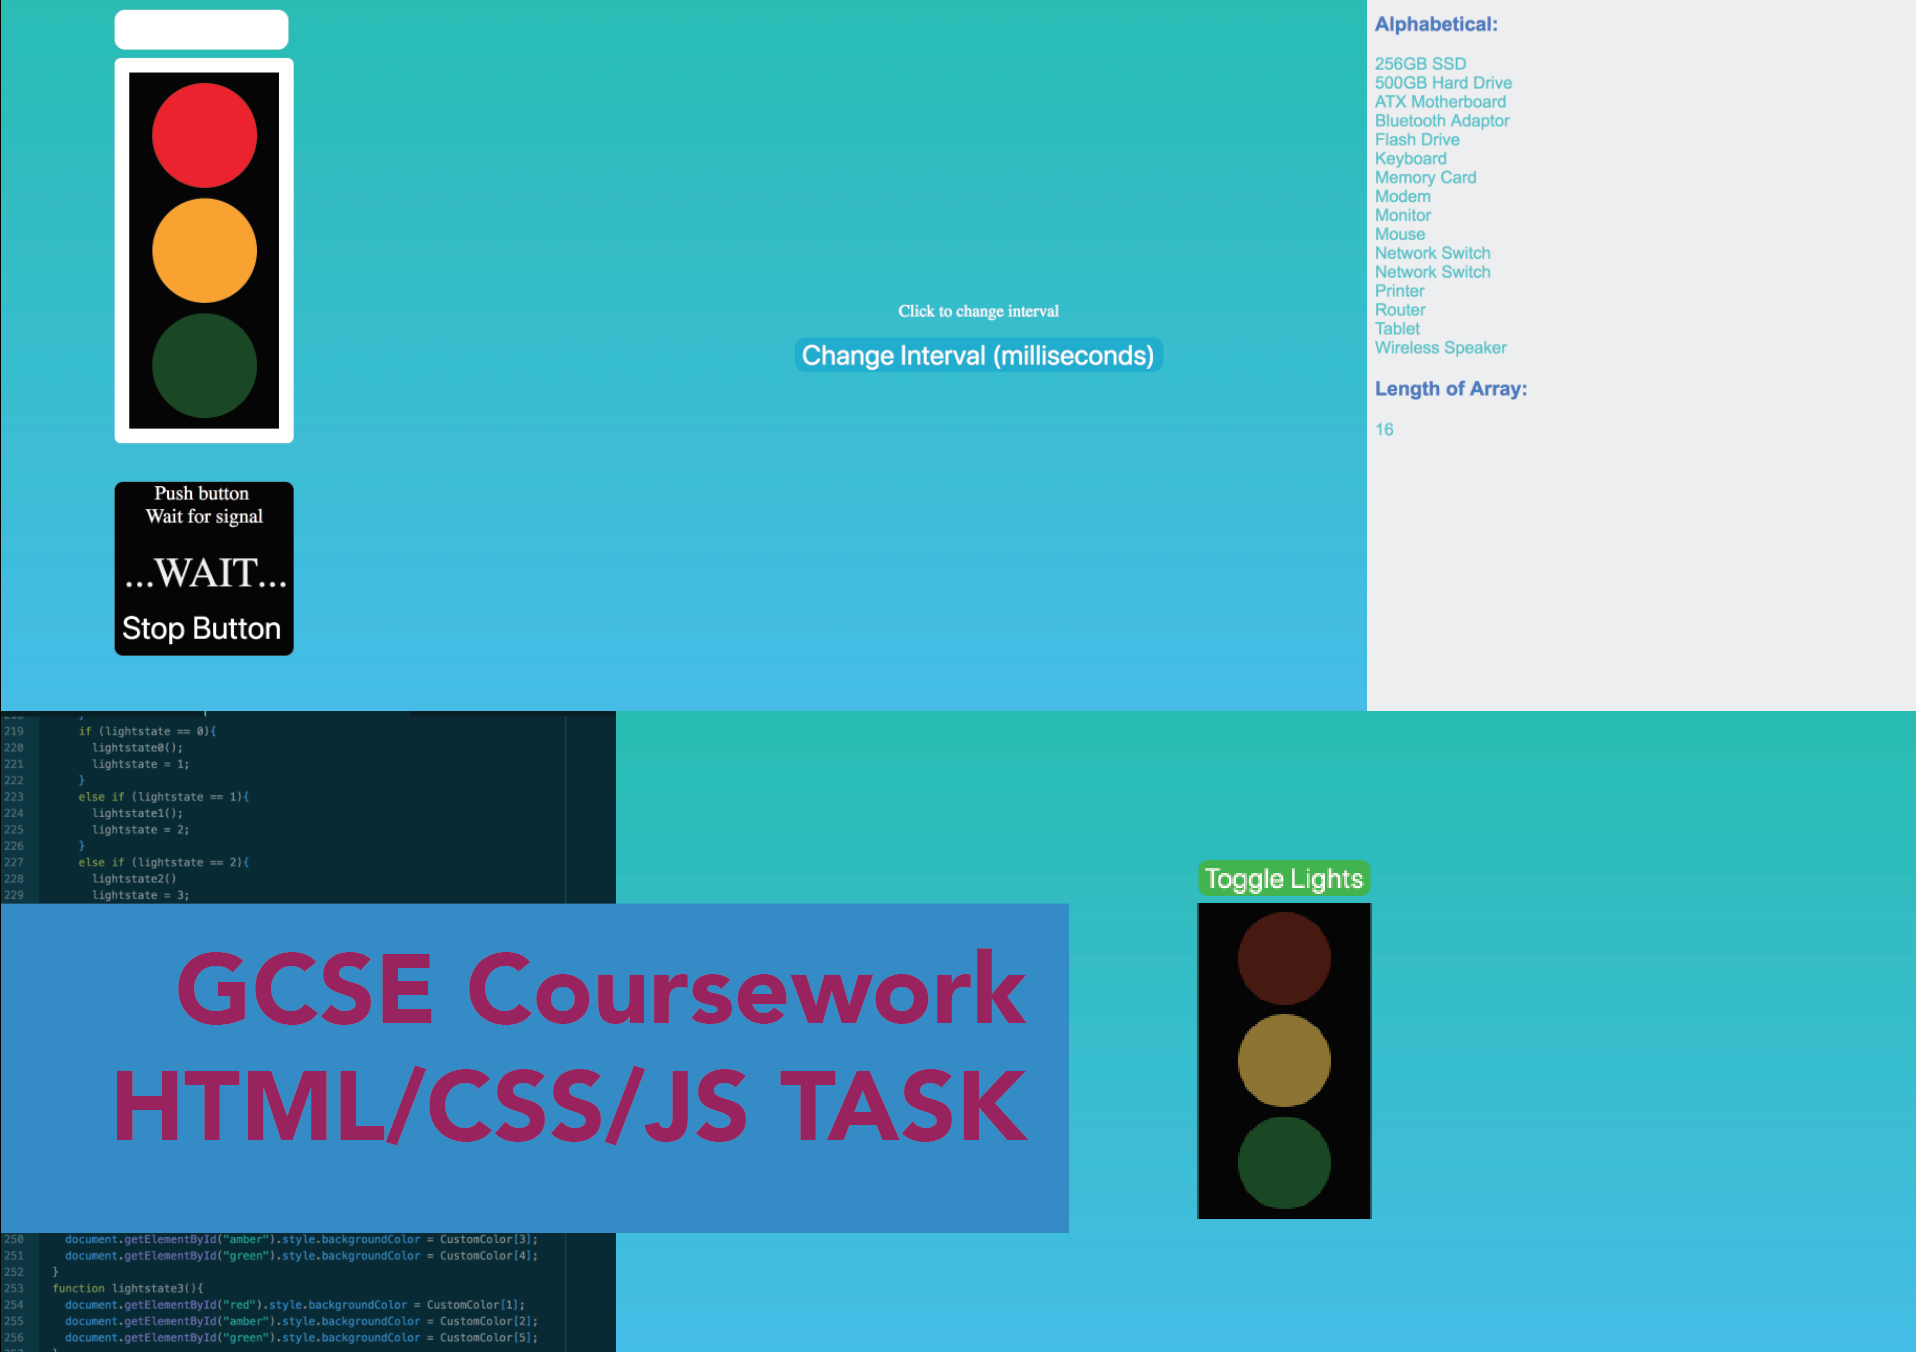 Alphabetical:
256GB SSD
500GB Hard Drive
ATX Motherboard
Bluetooth Adaptor
Flash Drive
Keyboard
Memory Card
Modem
Monitor
Mouse
Network Switch
Network Switch
Printer
Router
Tablet
Wireless Speaker
Length of Array:
16
Click to change interval
Change Interval (milliseconds)
Push button
Wait for signal
...WAIT...
Stop Button
219 if (lightstate == 0){
220 lightstate0();
221 lightstate = 1;
222 }
223 else if (lightstate == 1){
224 lightstate1();
225 lightstate = 2;
226 }
227 else if (lightstate == 2){
228 lightstate2()
229 lightstate = 3;
Toggle Lights
GCSE Coursework
HTML/CSS/JS TASK
250 document.getElementById("amber").style.backgroundColor = CustomColor[3];
251 document.getElementById("green").style.backgroundColor = CustomColor[4];
252 }
253 function lightstate3(){
254 document.getElementById("red").style.backgroundColor = CustomColor[1];
255 document.getElementById("amber").style.backgroundColor = CustomColor[2];
256 document.getElementById("green").style.backgroundColor = CustomColor[5];